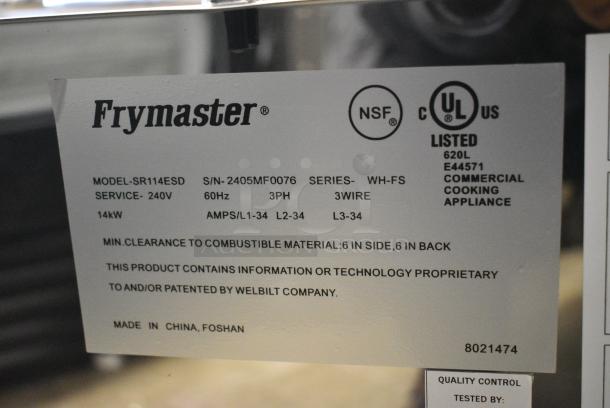 Frymaster®
NSF®
C UL® US
LISTED
620L
E44571
COMMERCIAL
COOKING
APPLIANCE
MODEL-SR114ESD S/N-2405MF0076 SERIES- WH-FS
SERVICE- 240V 60Hz 3PH 3WIRE
14kW AMPS/L1-34 L2-34 L3-34
MIN.CLEARANCE TO COMBUSTIBLE MATERIAL:6 IN SIDE,6 IN BACK
THIS PRODUCT CONTAINS INFORMATION OR TECHNOLOGY PROPRIETARY
TO AND/OR PATENTED BY WELBILT COMPANY.
MADE IN CHINA, FOSHAN
8021474
QUALITY CONTROL
TESTED BY: